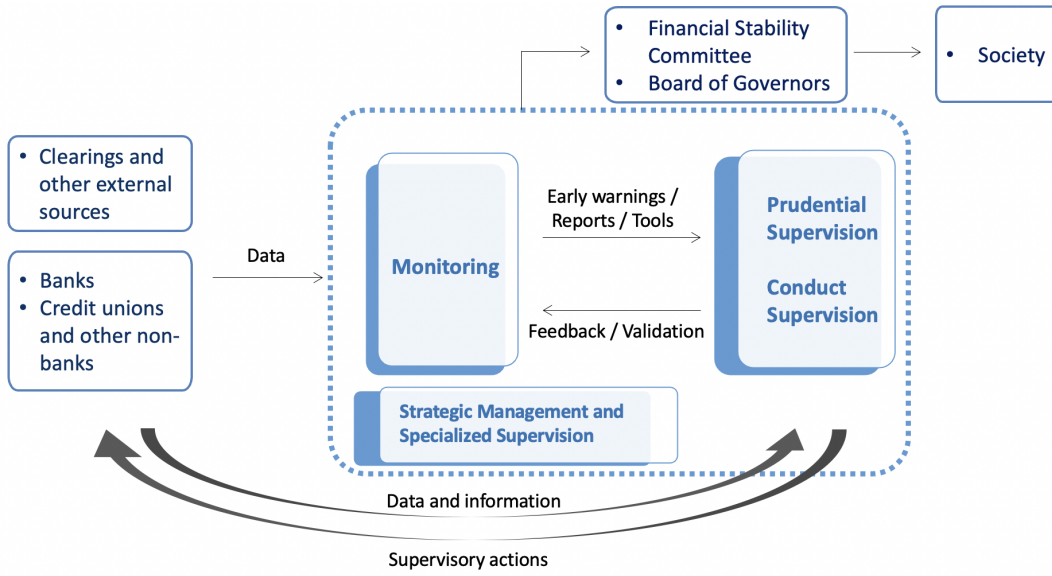 • Financial Stability
Committee
• Board of Governors
• Society
• Clearings and
other external
sources
• Banks
• Credit unions
and other non-
banks
Data
Monitoring
Early warnings /
Reports / Tools
Feedback / Validation
Prudential
Supervision
Conduct
Supervision
Strategic Management and
Specialized Supervision
Data and information
Supervisory actions